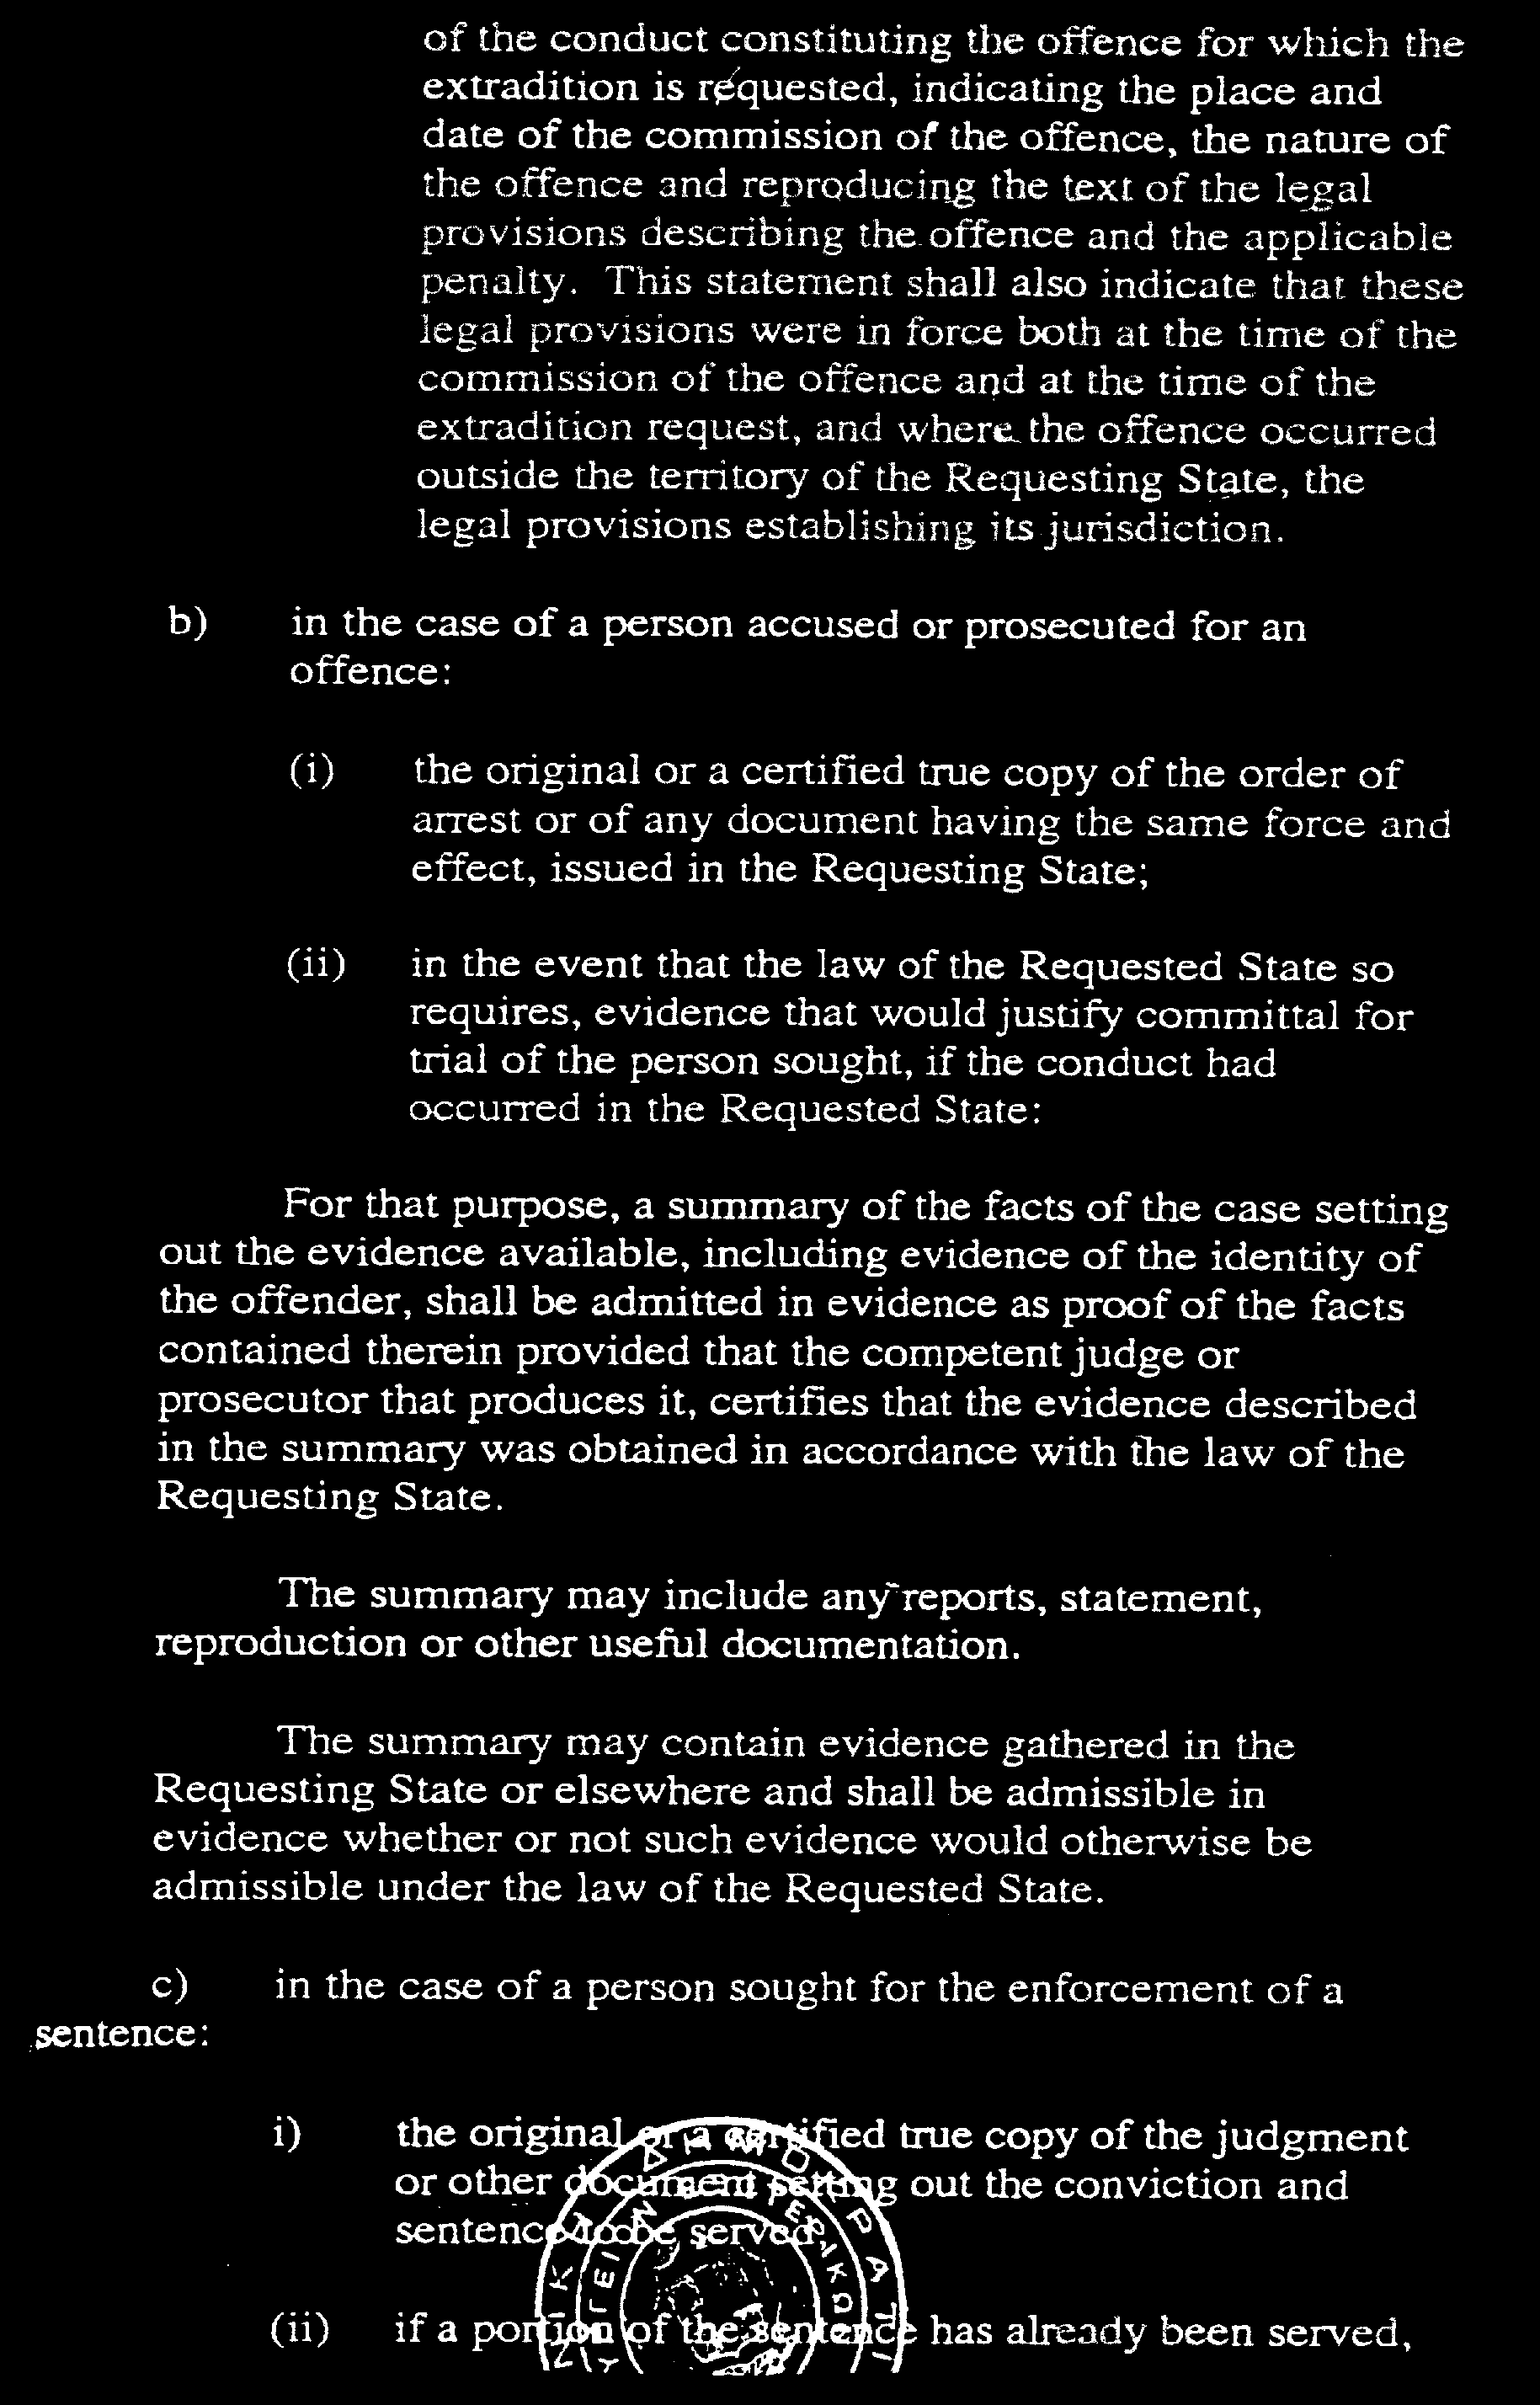 of the conduct constituting the offence for which the
extradition is requested, indicating the place and
date of the commission of the offence, the nature of
the offence and reproducing the text of the legal
provisions describing the offence and the applicable
penalty. This statement shall also indicate that these
legal provisions were in force both at the time of the
commission of the offence and at the time of the
extradition request, and where the offence occurred
outside the territory of the Requesting State, the
legal provisions establishing its jurisdiction.
b) in the case of a person accused or prosecuted for an
offence:
(i) the original or a certified true copy of the order of
arrest or of any document having the same force and
effect, issued in the Requesting State;
(ii) in the event that the law of the Requested State so
requires, evidence that would justify committal for
trial of the person sought, if the conduct had
occurred in the Requested State:
For that purpose, a summary of the facts of the case setting
out the evidence available, including evidence of the identity of
the offender, shall be admitted in evidence as proof of the facts
contained therein provided that the competent judge or
prosecutor that produces it, certifies that the evidence described
in the summary was obtained in accordance with the law of the
Requesting State.
The summary may include any reports, statement,
reproduction or other useful documentation.
The summary may contain evidence gathered in the
Requesting State or elsewhere and shall be admissible in
evidence whether or not such evidence would otherwise be
admissible under the law of the Requested State.
c) in the case of a person sought for the enforcement of a
sentence:
i) the original or a certified true copy of the judgment
or other document setting out the conviction and
sentence to be served;
(ii) if a portion of the sentence has already been served,